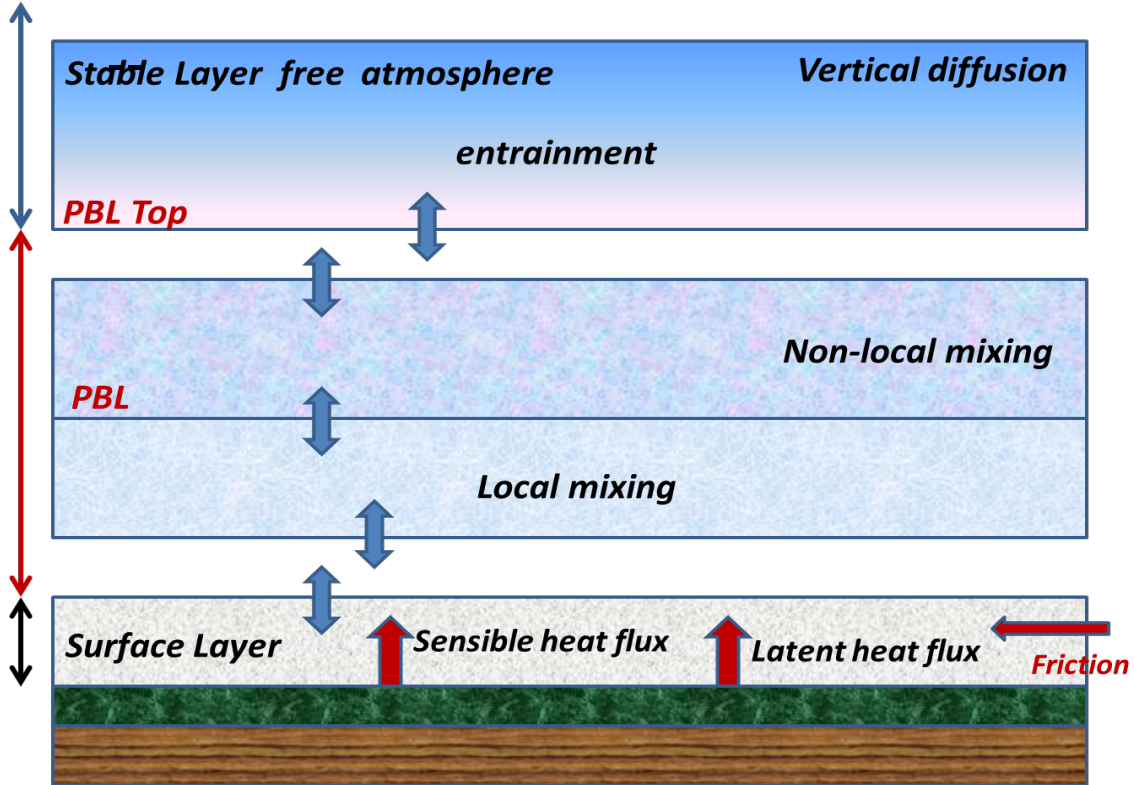 Stable Layer free atmosphere
Vertical diffusion
entrainment
PBL Top
Non-local mixing
PBL
Local mixing
Surface Layer
Sensible heat flux
Latent heat flux
Friction